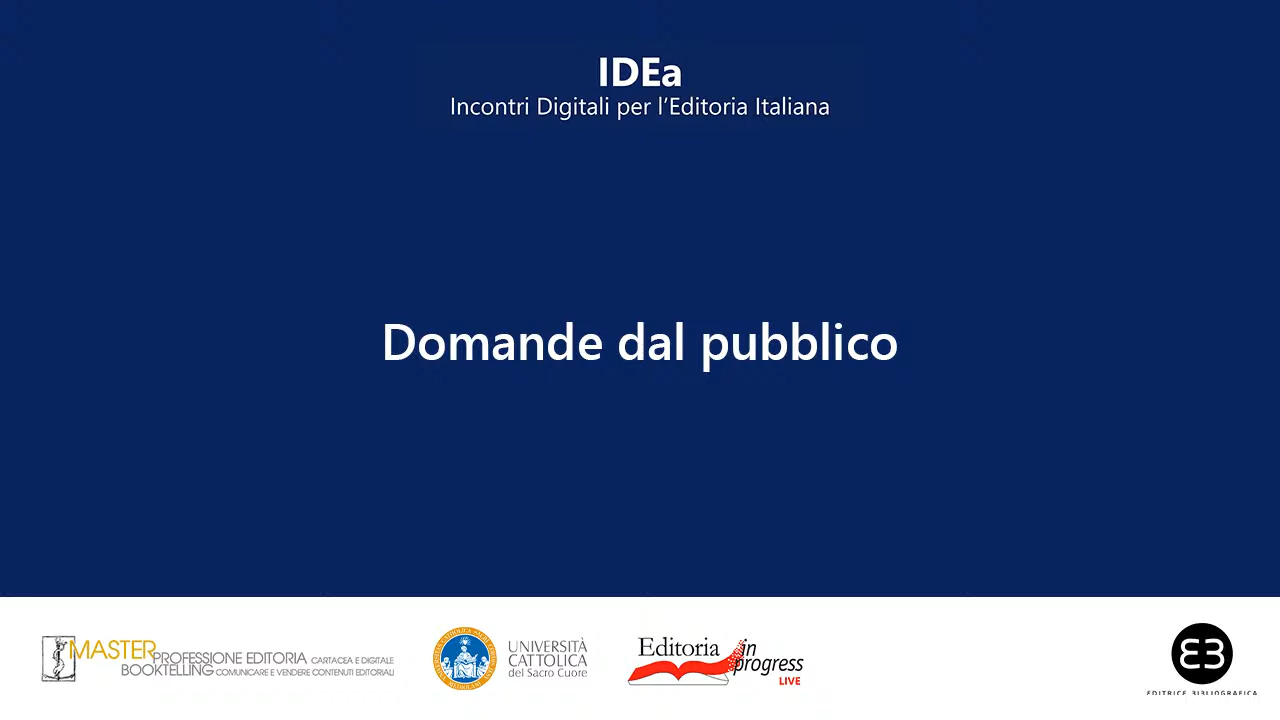 IDEa
Incontri Digitali per l'Editoria Italiana
Domande dal pubblico
MASTER PROFESSIONE EDITORIA CARTACEA E DIGITALE
BOOKTELLING COMUNICARE E VENDERE CONTENUTI EDITORIALI
UNIVERSITÀ
CATTOLICA
del Sacro Cuore
Editoria in
progress
LIVE
EDITRICE BIBLIOGRAFICA